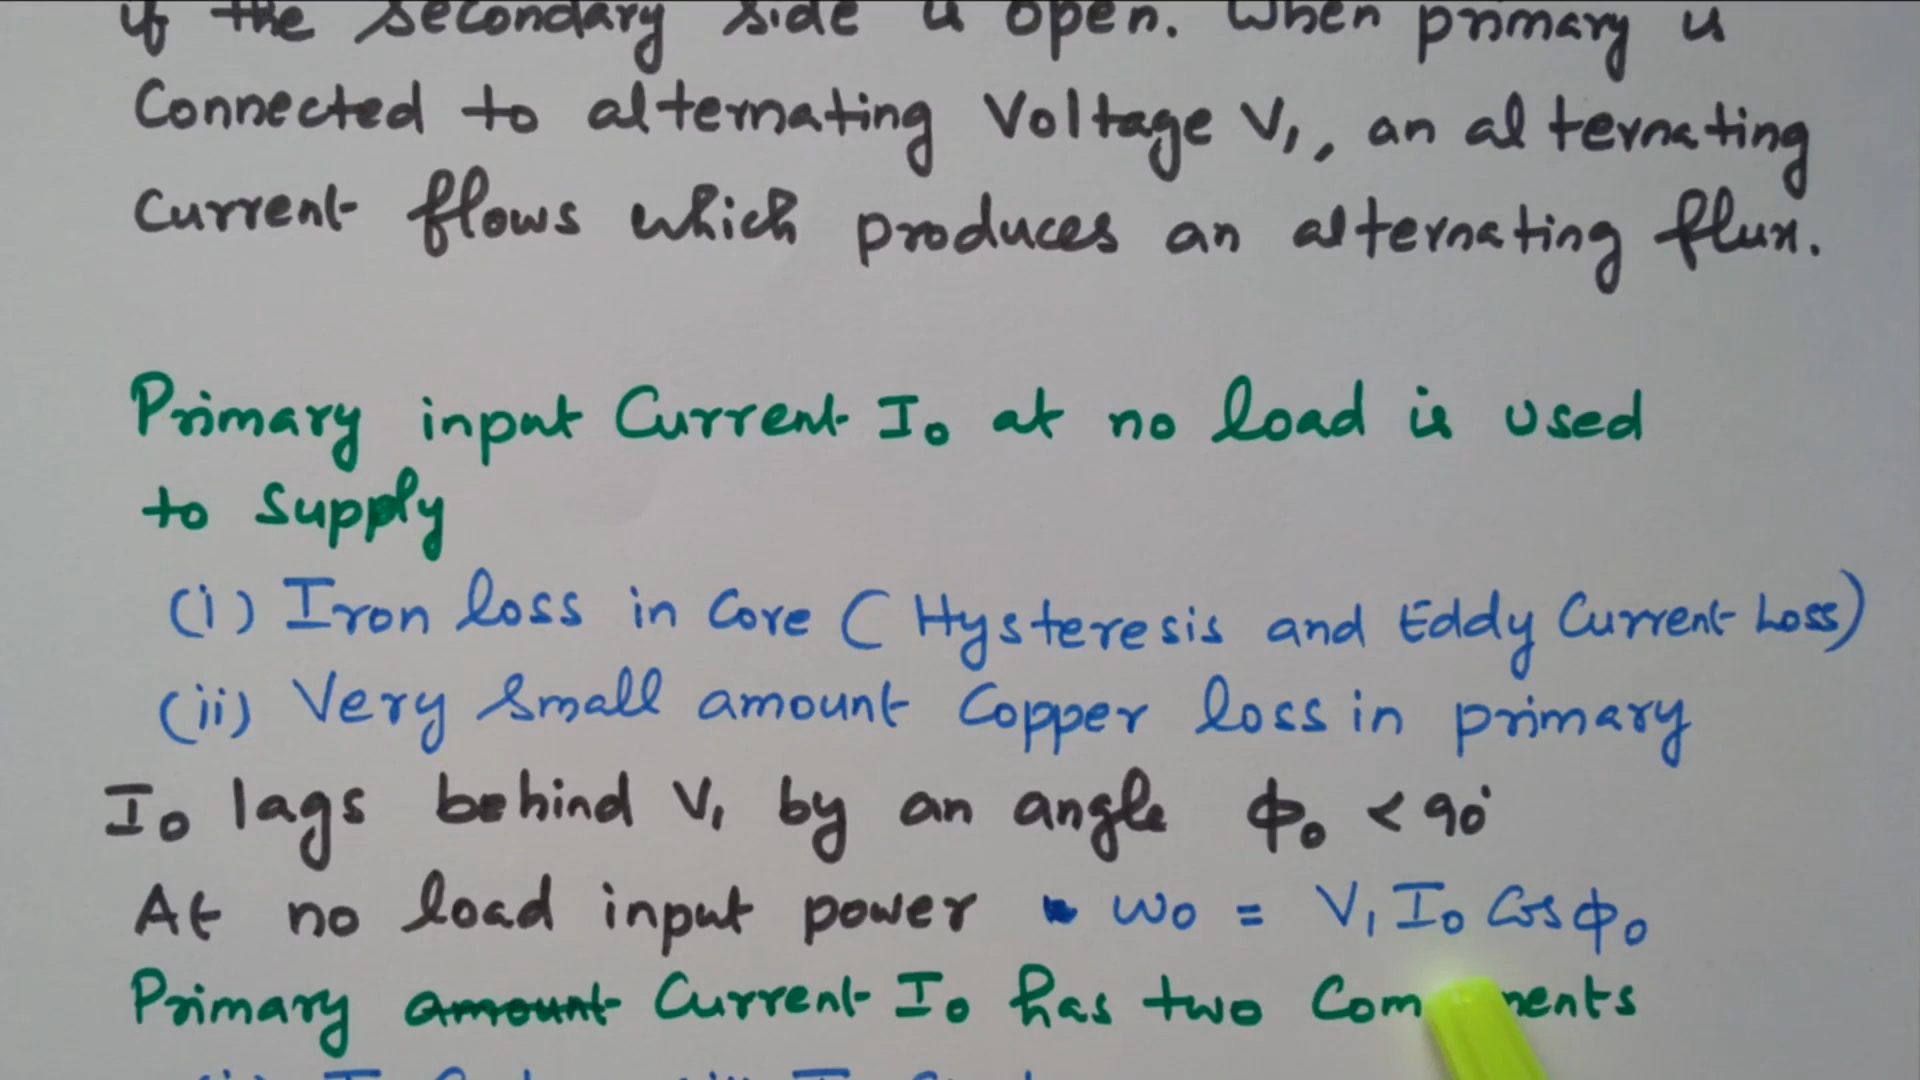 if the secondary side is open. When primary is
Connected to alternating Voltage V₁, an alternating
Current flows which produces an alternating flux.
Primary input Current I₀ at no load is used
to Supply
(i) Iron loss in Core (Hysteresis and Eddy Current Loss)
(ii) Very Small amount Copper loss in primary
I₀ lags behind V₁ by an angle ϕ₀ < 90°
At no load input power W₀ = V₁ I₀ Cos ϕ₀
Primary amount Current I₀ has two Com nents